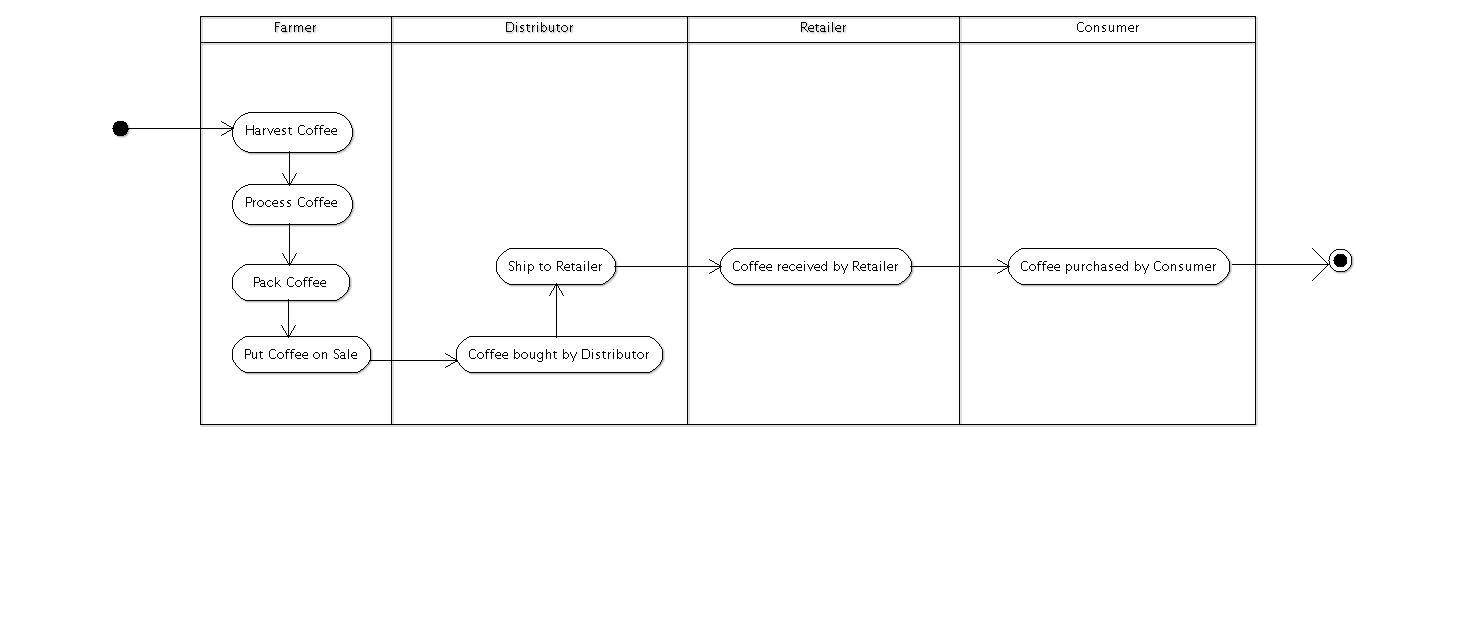 Farmer
Distributor
Retailer
Consumer
Harvest Coffee
Process Coffee
Pack Coffee
Put Coffee on Sale
Coffee bought by Distributor
Ship to Retailer
Coffee received by Retailer
Coffee purchased by Consumer